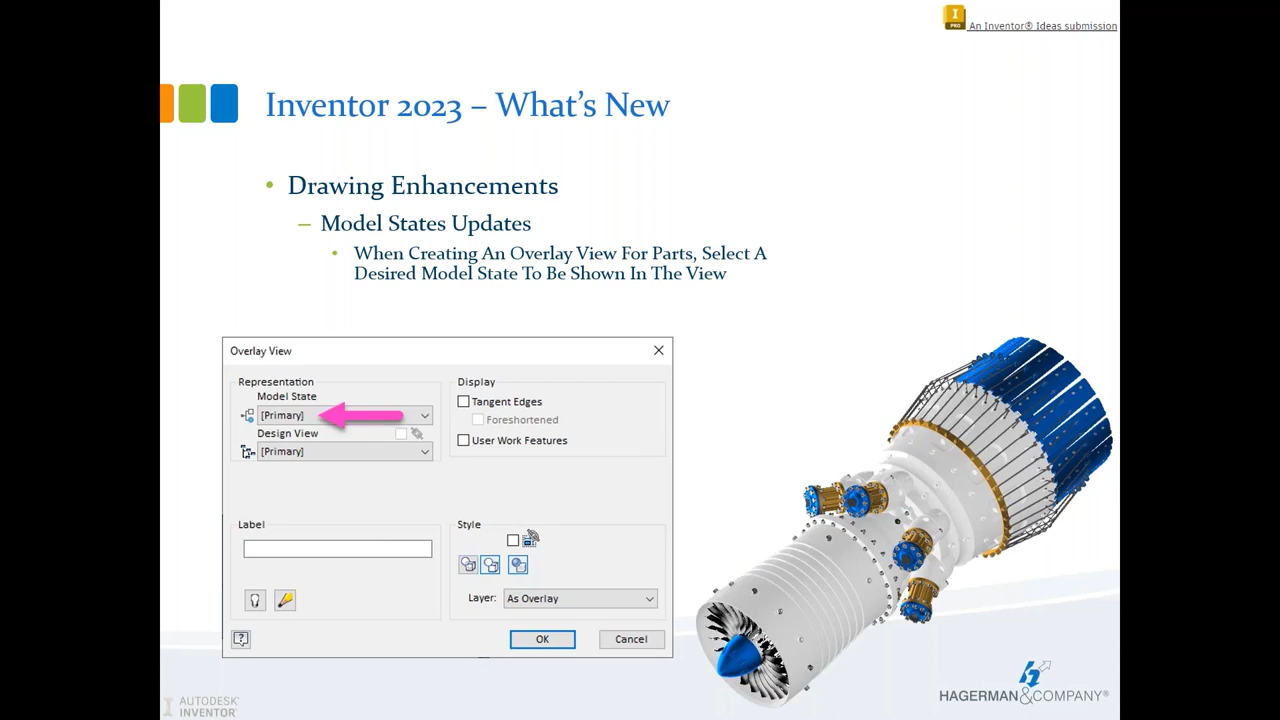 I
PRO
An Inventor® Ideas submission
Inventor 2023 – What's New
• Drawing Enhancements
– Model States Updates
• When Creating An Overlay View For Parts, Select A
Desired Model State To Be Shown In The View
Overlay View
Representation
Model State
[Primary]
Design View
[Primary]
Display
Tangent Edges
Foreshortened
User Work Features
Label
Style
Layer:
As Overlay
?
OK
Cancel
HAGERMAN&COMPANY®
I AUTODESK®
INVENTOR®